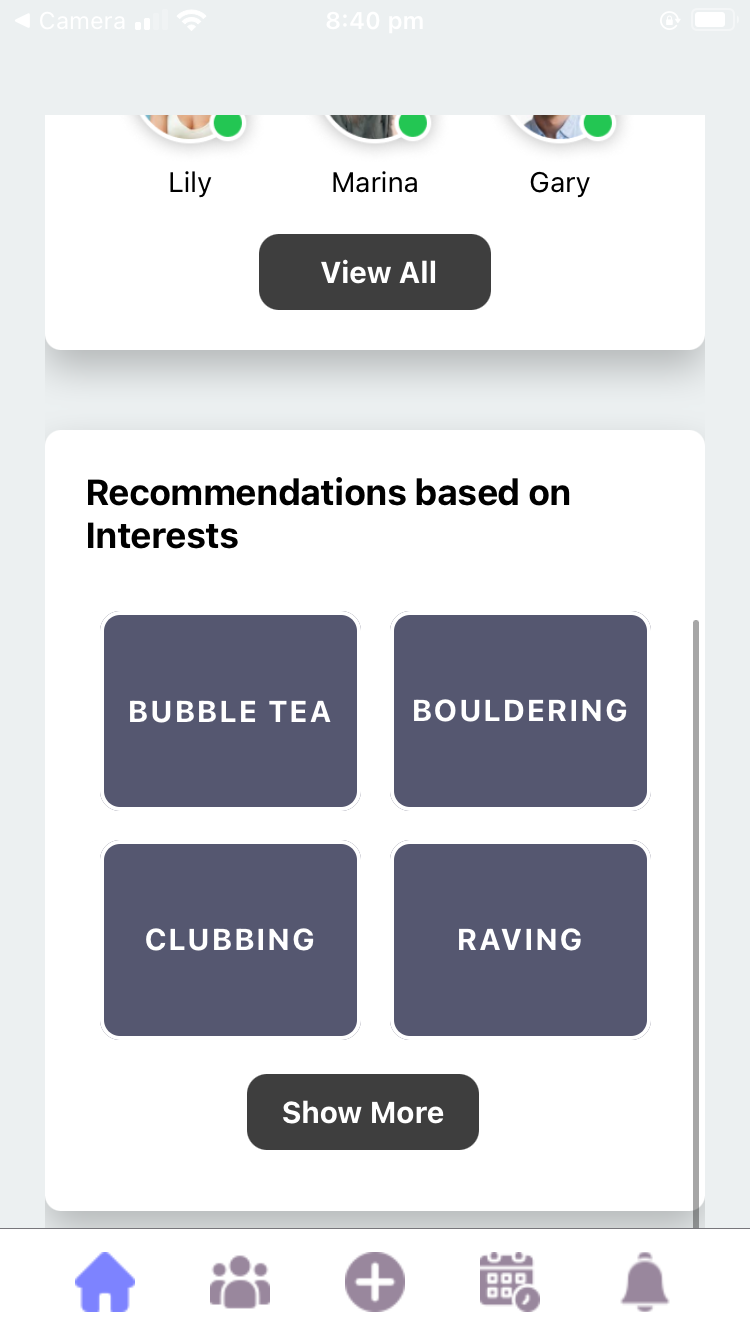 Camera
8:40 pm
Lily
Marina
Gary
View All
Recommendations based on
Interests
BUBBLE TEA
BOULDERING
CLUBBING
RAVING
Show More